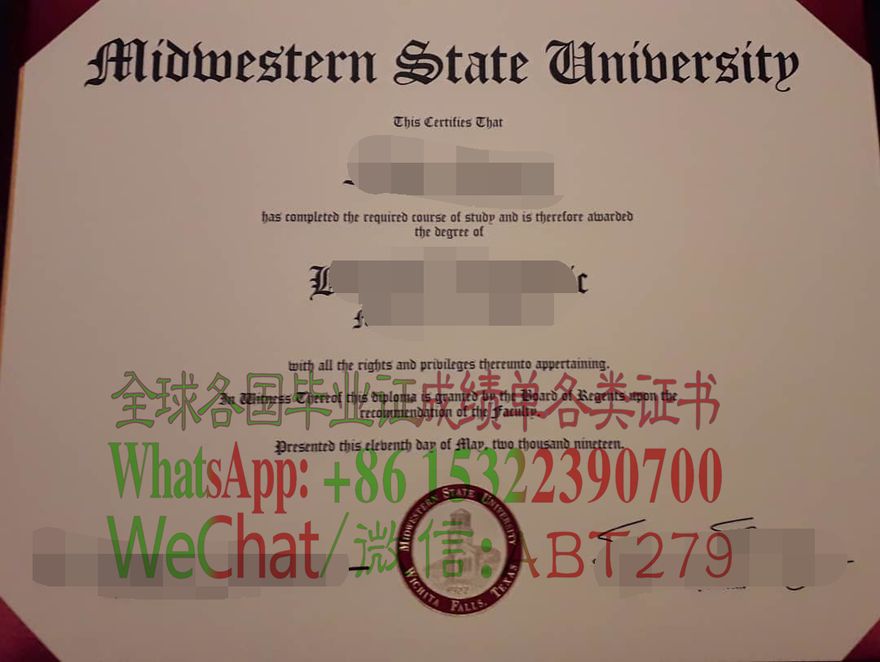 Midwestern State University
This Certifies That
has completed the required course of study and is therefore awarded
the degree of
with all the rights and privileges thereunto appertaining.
全球各国毕业证成绩单各类证书
In Witness Thereof this diploma is granted by the Board of Regents upon the
recommendation of the Faculty.
Presented this eleventh day of May, two thousand nineteen.
WhatsApp: +86 15322390700
MIDWESTERN STATE UNIVERSITY
WeChat/微信: ABT279
1922
WICHITA FALLS, TEXAS